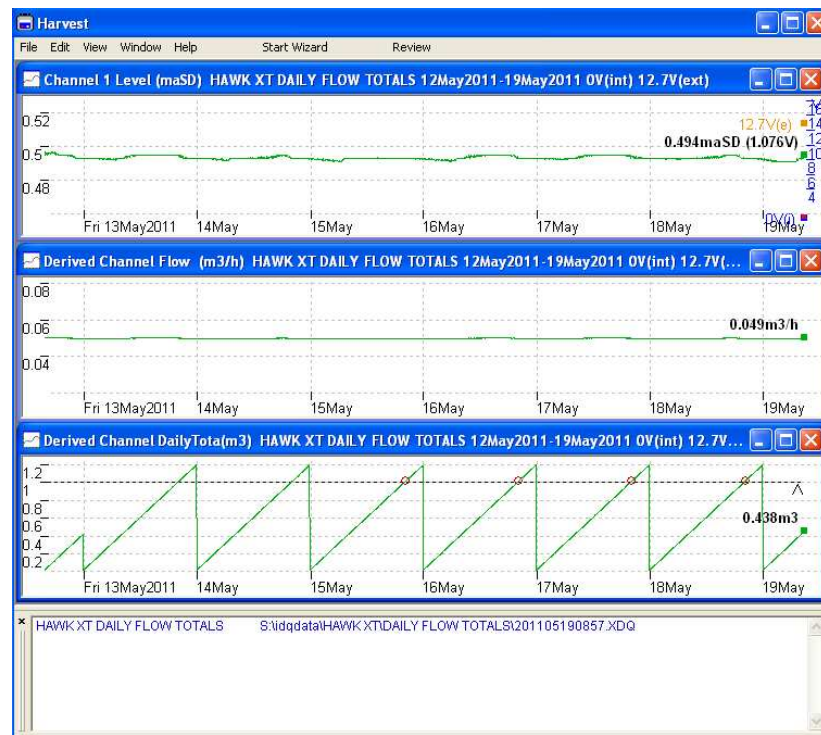 Harvest
File Edit View Window Help Start Wizard Review
Channel 1 Level (maSD) HAWK XT DAILY FLOW TOTALS 12May2011-19May2011 0V(int) 12.7V(ext)
0.52
0.5
0.48
12.7V(e)
0.494maSD (1.076V)
V
16
14
12
10
8
6
4
0V(i)
Fri 13May2011 14May 15May 16May 17May 18May 19May
Derived Channel Flow (m3/h) HAWK XT DAILY FLOW TOTALS 12May2011-19May2011 0V(int) 12.7V(...
0.08
0.06
0.04
0.049m3/h
Fri 13May2011 14May 15May 16May 17May 18May 19May
Derived Channel DailyTota(m3) HAWK XT DAILY FLOW TOTALS 12May2011-19May2011 0V(int) 12.7V...
1.2
1
0.8
0.6
0.4
0.2
0.438m3
Fri 13May2011 14May 15May 16May 17May 18May 19May
HAWK XT DAILY FLOW TOTALS S:\idqdata\HAWK XT\DAILY FLOW TOTALS\201105190857.XDQ